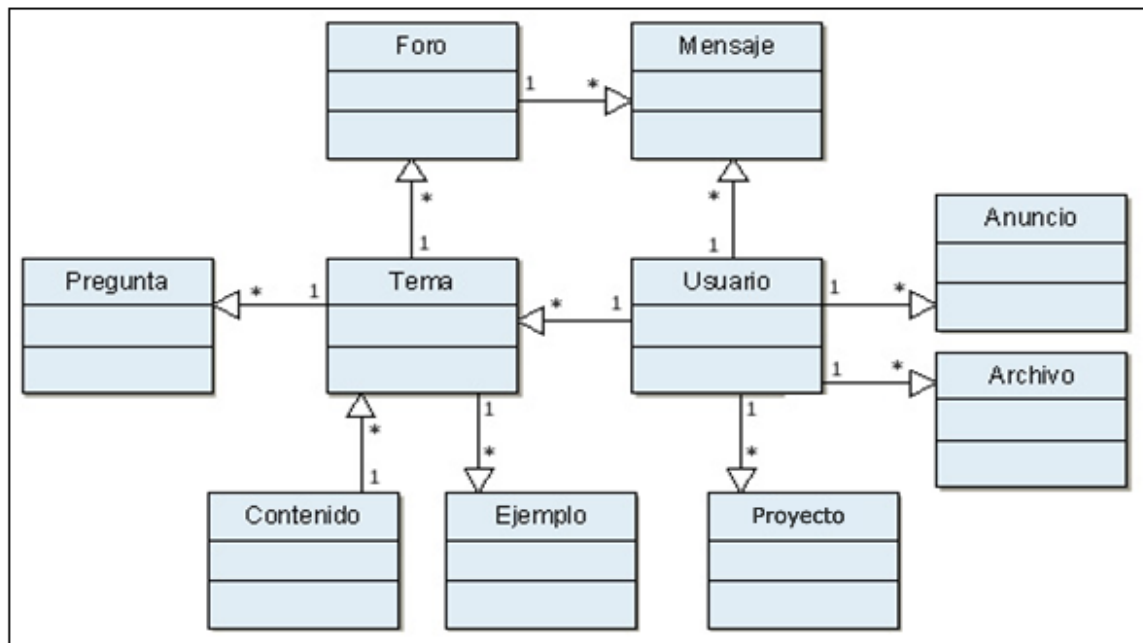 Foro
Mensaje
1
*
*
1
*
1
Anuncio
Pregunta
Tema
Usuario
*
1
*
1
1
*
Archivo
1
*
*
1
1
*
1
*
Contenido
Ejemplo
Proyecto